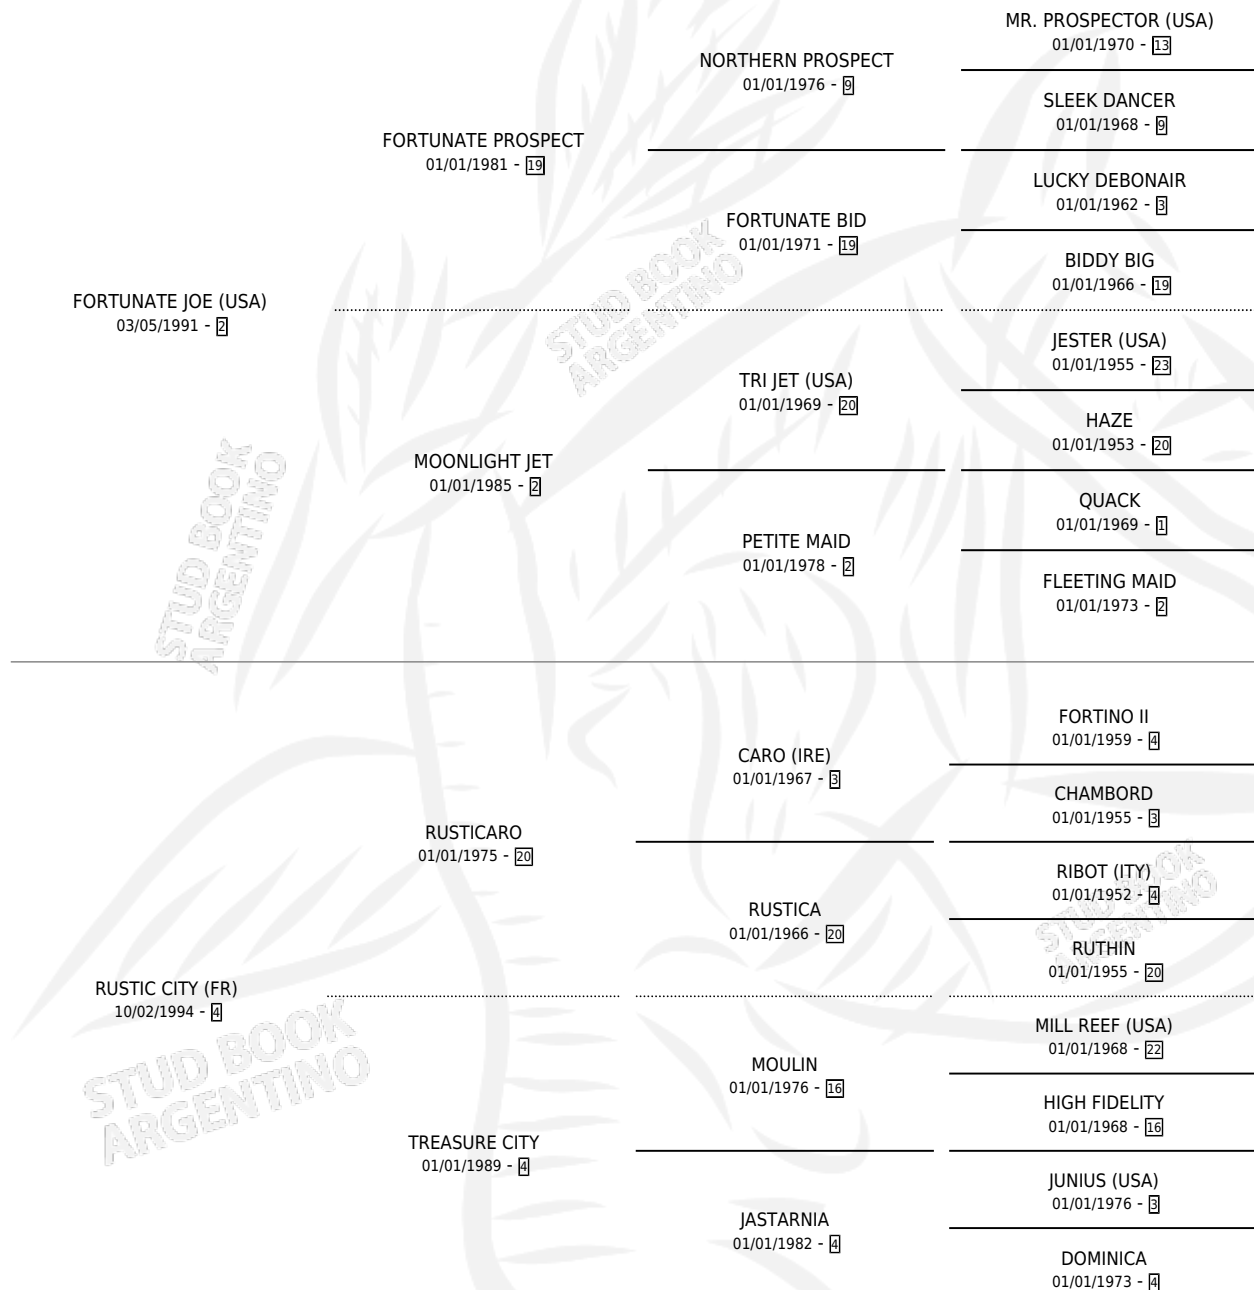 MR. PROSPECTOR (USA)
01/01/1970 - 13
NORTHERN PROSPECT
01/01/1976 - 9
SLEEK DANCER
01/01/1968 - 9
FORTUNATE PROSPECT
01/01/1981 - 19
LUCKY DEBONAIR
01/01/1962 - 3
FORTUNATE BID
01/01/1971 - 19
BIDDY BIG
01/01/1966 - 19
FORTUNATE JOE (USA)
03/05/1991 - 2
JESTER (USA)
01/01/1955 - 23
TRI JET (USA)
01/01/1969 - 20
HAZE
01/01/1953 - 20
MOONLIGHT JET
01/01/1985 - 2
QUACK
01/01/1969 - 1
PETITE MAID
01/01/1978 - 2
FLEETING MAID
01/01/1973 - 2
FORTINO II
01/01/1959 - 4
CARO (IRE)
01/01/1967 - 3
CHAMBORD
01/01/1955 - 3
RUSTICARO
01/01/1975 - 20
RIBOT (ITY)
01/01/1952 - 4
RUSTICA
01/01/1966 - 20
RUTHIN
01/01/1955 - 20
RUSTIC CITY (FR)
10/02/1994 - 4
MILL REEF (USA)
01/01/1968 - 22
MOULIN
01/01/1976 - 16
HIGH FIDELITY
01/01/1968 - 16
TREASURE CITY
01/01/1989 - 4
JUNIUS (USA)
01/01/1976 - 3
JASTARNIA
01/01/1982 - 4
DOMINICA
01/01/1973 - 4
STUD BOOK
ARGENTINO
STUD BOOK
ARGENTINO
STUD BOOK
ARGENTINO
STUD BOOK
ARGENTINO